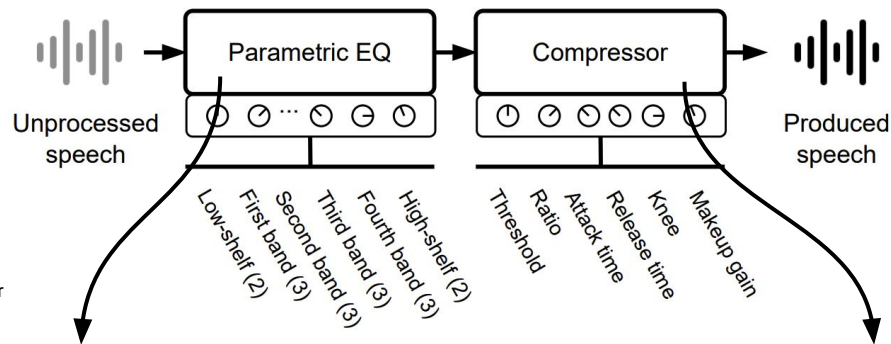 Parametric EQ
Compressor
...
Unprocessed
speech
Produced
speech
Low-shelf (2)
First band (3)
Second band (3)
Third band (3)
Fourth band (3)
High-shelf (2)
Threshold
Ratio
Attack time
Release time
Knee
Makeup gain
r